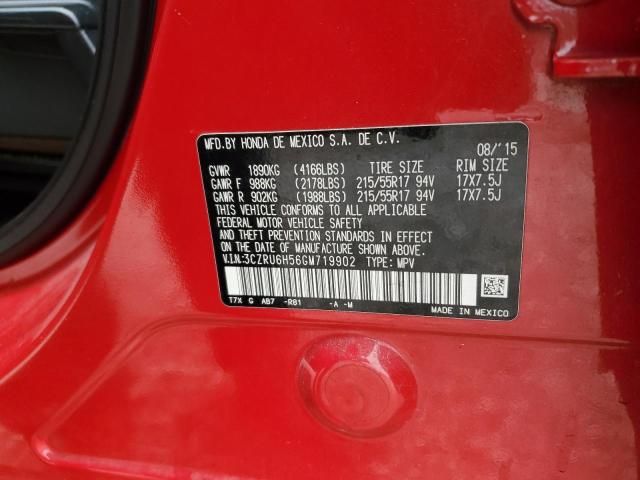 MFD.BY HONDA DE MEXICO S.A. DE C.V. 08/'15
GVWR 1890KG (4166LBS) TIRE SIZE RIM SIZE
GAWR F 988KG (2178LBS) 215/55R17 94V 17X7.5J
GAWR R 902KG (1988LBS) 215/55R17 94V 17X7.5J
THIS VEHICLE CONFORMS TO ALL APPLICABLE
FEDERAL MOTOR VEHICLE SAFETY
AND THEFT PREVENTION STANDARDS IN EFFECT
ON THE DATE OF MANUFACTURE SHOWN ABOVE.
V.I.N:3CZRU6H56GM719902 TYPE: MPV
T7X G AB7 -R81 -A -M
MADE IN MEXICO